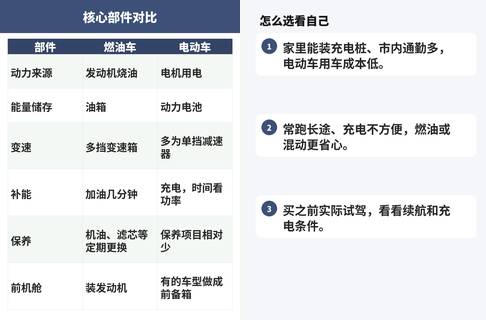 核心部件对比
部件 燃油车 电动车
动力来源 发动机烧油 电机用电
能量储存 油箱 动力电池
变速 多挡变速箱 多为单挡减速
器
补能 加油几分钟 充电，时间看
功率
保养 机油、滤芯等 保养项目相对
定期更换 少
前机舱 装发动机 有的车型做成
前备箱
怎么选看自己
1 家里能装充电桩、市内通勤多，
电动车用车成本低。
2 常跑长途、充电不方便，燃油或
混动更省心。
3 买之前实际试驾，看看续航和充
电条件。